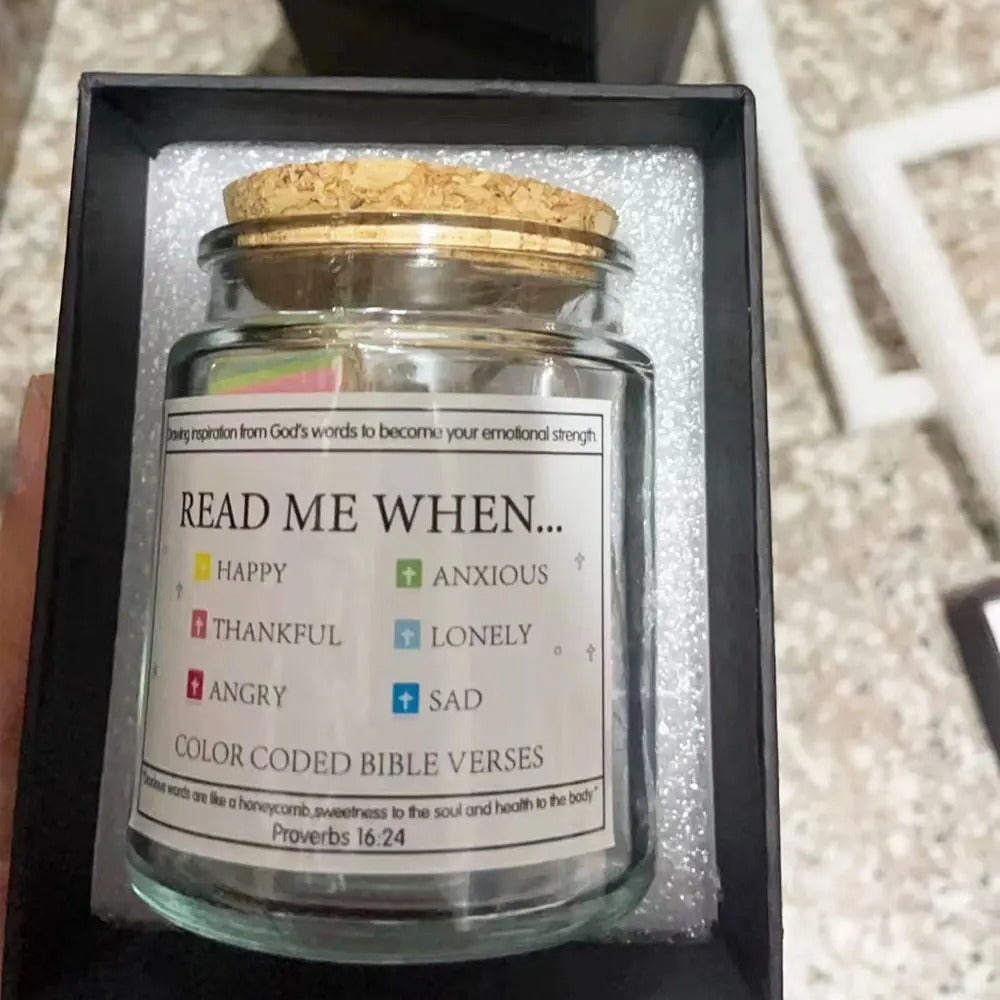 Drawing inspiration from God's words to become your emotional strength.
READ ME WHEN...
HAPPY ANXIOUS
THANKFUL LONELY
ANGRY SAD
COLOR CODED BIBLE VERSES
"Gracious words are like a honeycomb,sweetness to the soul and health to the body"
Proverbs 16:24